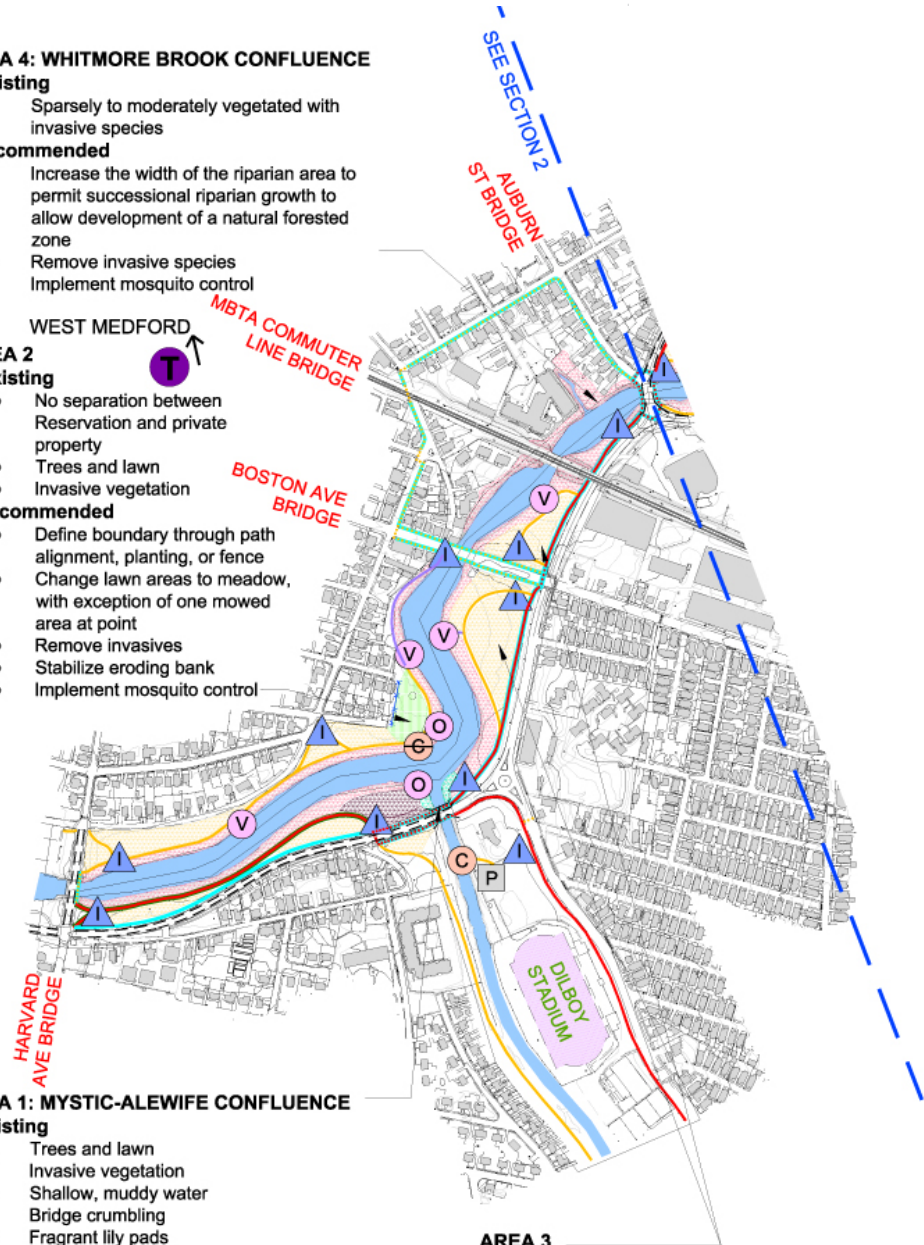 A 4: WHITMORE BROOK CONFLUENCE
isting
Sparsely to moderately vegetated with
invasive species
commended
Increase the width of the riparian area to
permit successional riparian growth to
allow development of a natural forested
zone
Remove invasive species
Implement mosquito control
WEST MEDFORD
T
EA 2
xisting
No separation between
Reservation and private
property
Trees and lawn
Invasive vegetation
commended
Define boundary through path
alignment, planting, or fence
Change lawn areas to meadow,
with exception of one mowed
area at point
Remove invasives
Stabilize eroding bank
Implement mosquito control
SEE SECTION 2
AUBURN
ST BRIDGE
MBTA COMMUTER
LINE BRIDGE
BOSTON AVE
BRIDGE
I
I
V
I
I
I
V
V
O
I
C
O
I
V
I
I
C
P
I
I
DILBOY
STADIUM
HARVARD
AVE BRIDGE
A 1: MYSTIC-ALEWIFE CONFLUENCE
isting
Trees and lawn
Invasive vegetation
Shallow, muddy water
Bridge crumbling
Fragrant lily pads
AREA 3